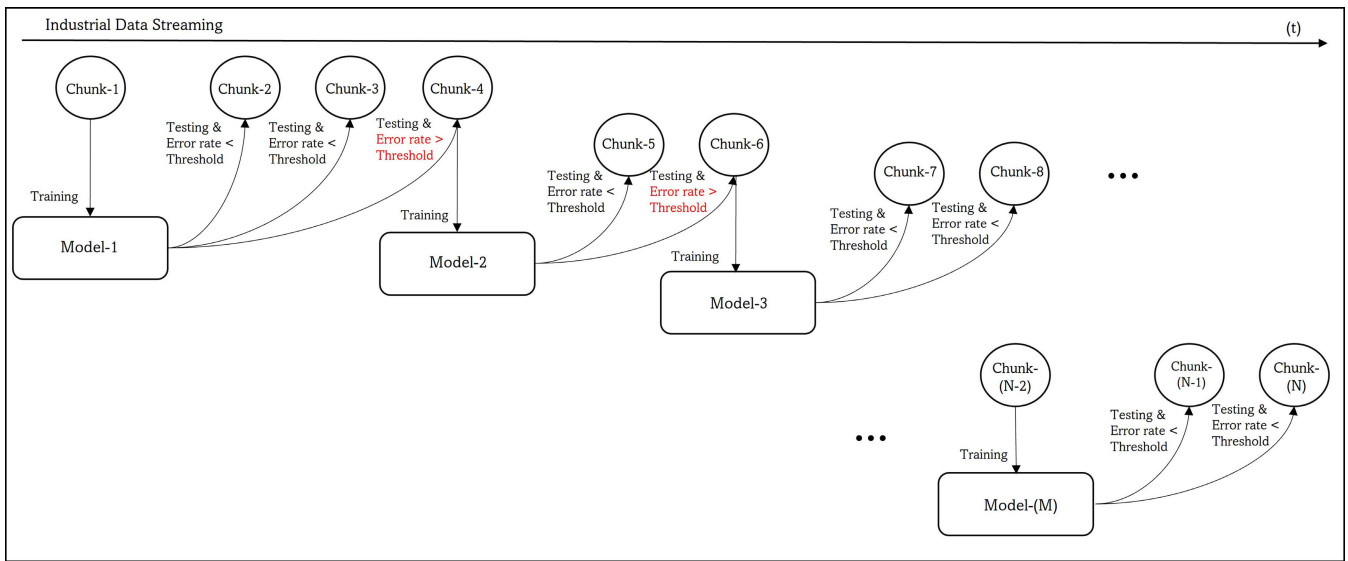 Industrial Data Streaming
(t)
Chunk-1
Chunk-2
Chunk-3
Chunk-4
Testing &
Error rate <
Threshold
Testing &
Error rate <
Threshold
Testing &
Error rate >
Threshold
Training
Model-1
Chunk-5
Chunk-6
Testing &
Error rate <
Threshold
Testing &
Error rate >
Threshold
Training
Model-2
Chunk-7
Chunk-8
•••
Testing &
Error rate <
Threshold
Testing &
Error rate <
Threshold
Training
Model-3
•••
Chunk-
(N-2)
Chunk-
(N-1)
Chunk-
(N)
Testing &
Error rate <
Threshold
Testing &
Error rate <
Threshold
Training
Model-(M)